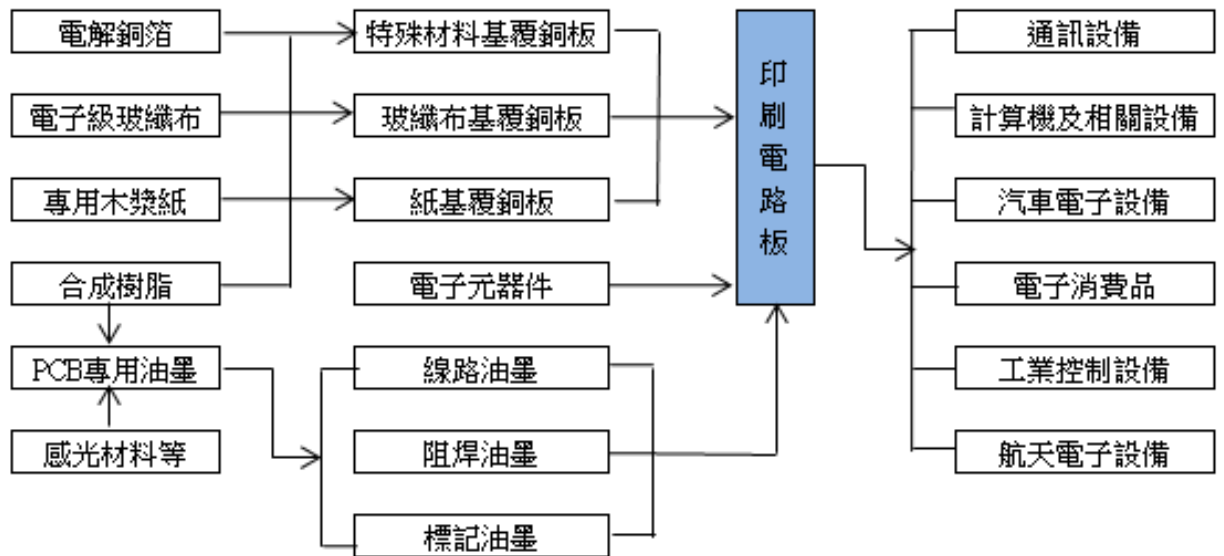 電解銅箔
特殊材料基覆銅板
通訊設備
電子級玻纖布
玻纖布基覆銅板
計算機及相關設備
專用木漿紙
紙基覆銅板
汽車電子設備
合成樹脂
電子元器件
電子消費品
PCB專用油墨
線路油墨
工業控制設備
感光材料等
阻焊油墨
航天電子設備
標記油墨
印刷電路板